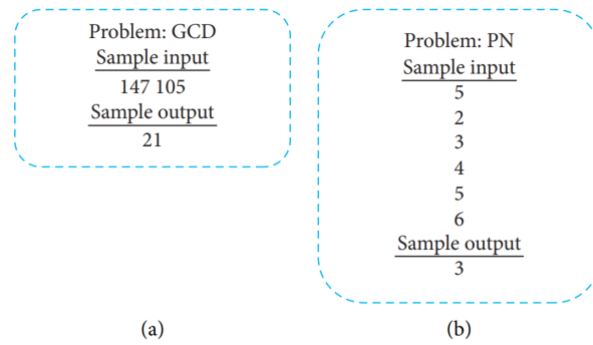 Problem: GCD
Sample input
147 105
Sample output
21
(a)
Problem: PN
Sample input
5
2
3
4
5
6
Sample output
3
(b)